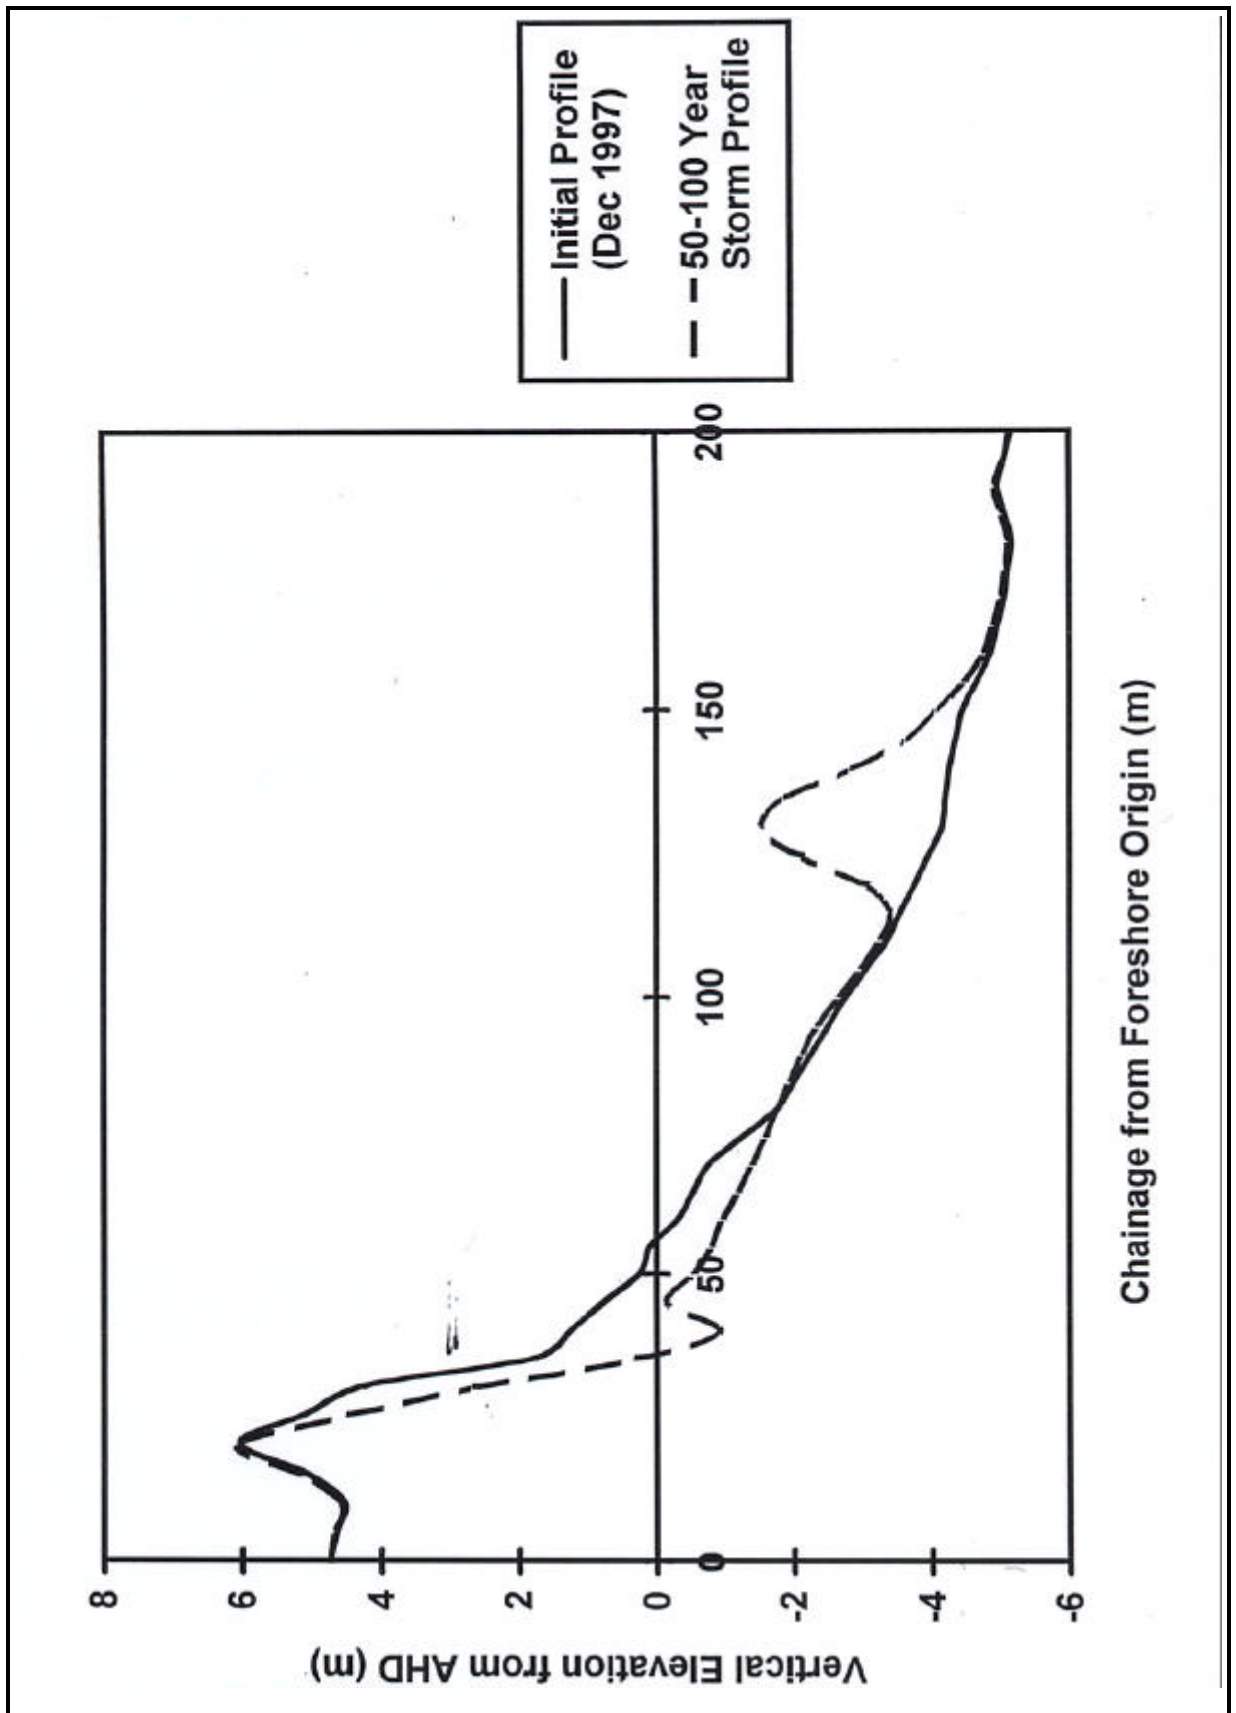 Initial Profile
(Dec 1997)
50-100 Year
Storm Profile
Vertical Elevation from AHD (m)
8
6
4
2
0
-2
-4
-6
0
50
100
150
200
Chainage from Foreshore Origin (m)